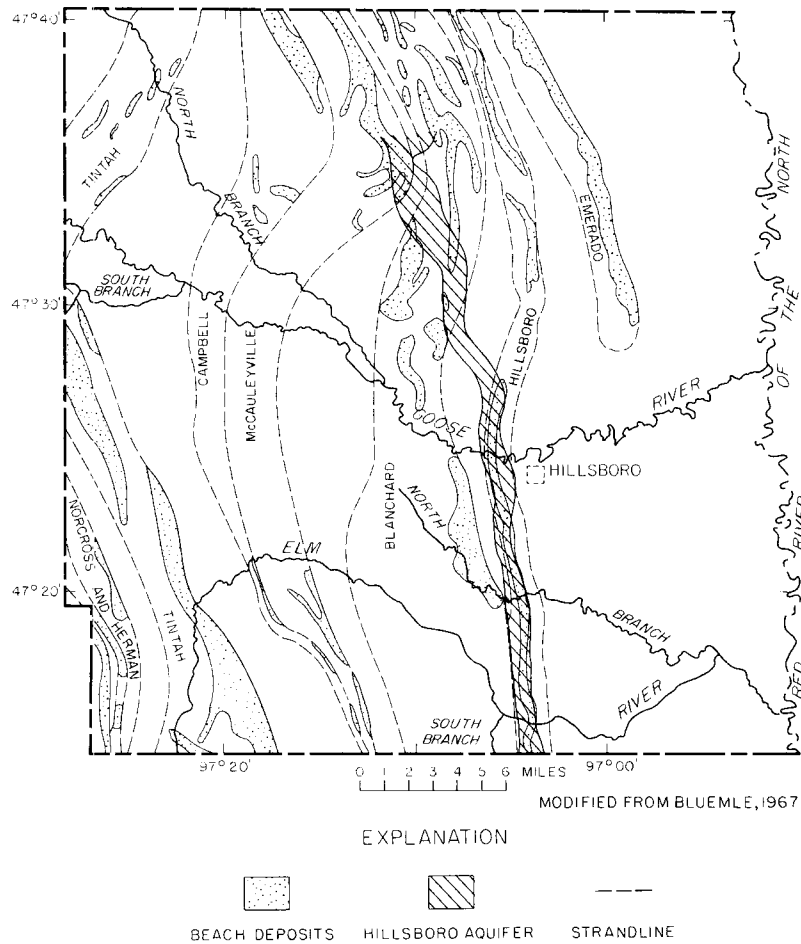 47°40'
NORTH
BRANCH
TINTAH
SOUTH
BRANCH
47°30'
CAMPBELL
McCAULEYVILLE
HILLSBORO
EMERADO
NORTH
THE
OF
RIVER
RED
GOOSE
RIVER
HILLSBORO
BLANCHARD
NORTH
BRANCH
ELM
RIVER
47°20'
NORCROSS
AND HERMAN
TINTAH
SOUTH
BRANCH
97°20'
97°00'
0 1 2 3 4 5 6 MILES
MODIFIED FROM BLUEMLE, 1967
EXPLANATION
BEACH DEPOSITS
HILLSBORO AQUIFER
STRANDLINE